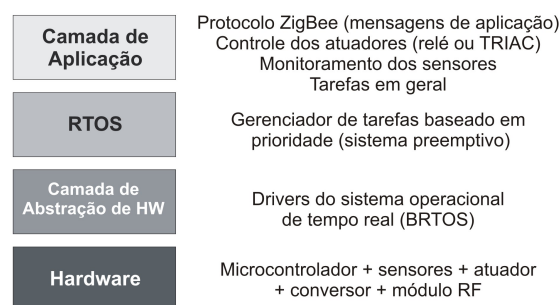 Camada de
Aplicação
Protocolo ZigBee (mensagens de aplicação)
Controle dos atuadores (relé ou TRIAC)
Monitoramento dos sensores
Tarefas em geral
RTOS
Gerenciador de tarefas baseado em
prioridade (sistema preemptivo)
Camada de
Abstração de HW
Drivers do sistema operacional
de tempo real (BRTOS)
Hardware
Microcontrolador + sensores + atuador
+ conversor + módulo RF